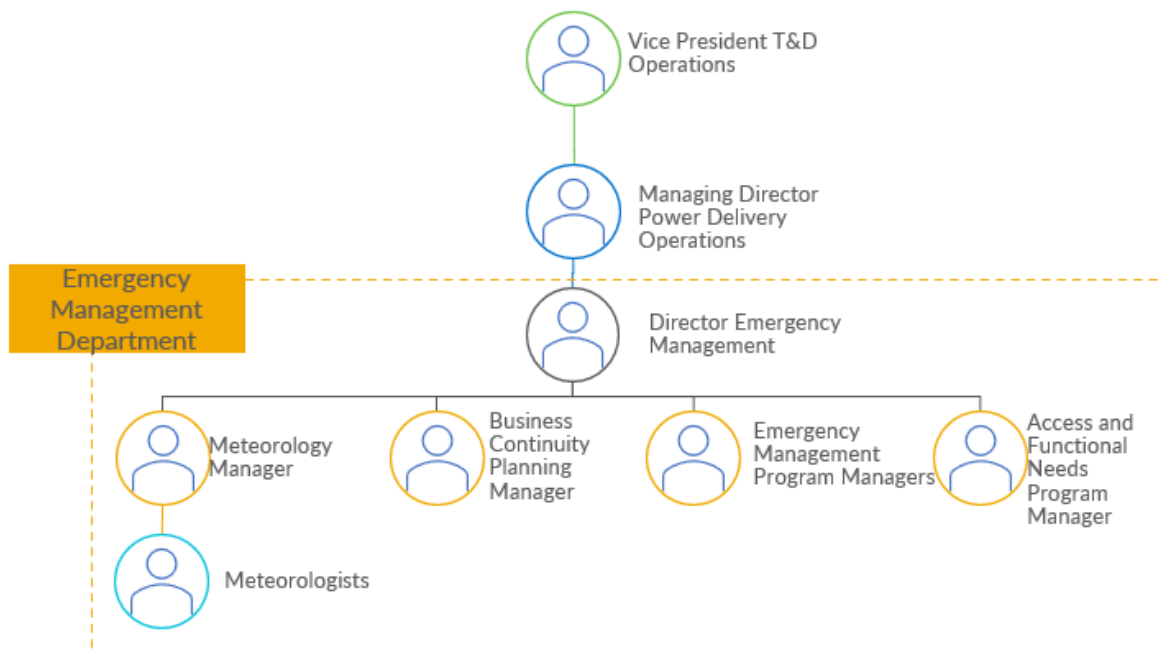 Vice President T&D
Operations
Managing Director
Power Delivery
Operations
Emergency
Management
Department
Director Emergency
Management
Meteorology
Manager
Business
Continuity
Planning
Manager
Emergency
Management
Program Managers
Access and
Functional
Needs
Program
Manager
Meteorologists